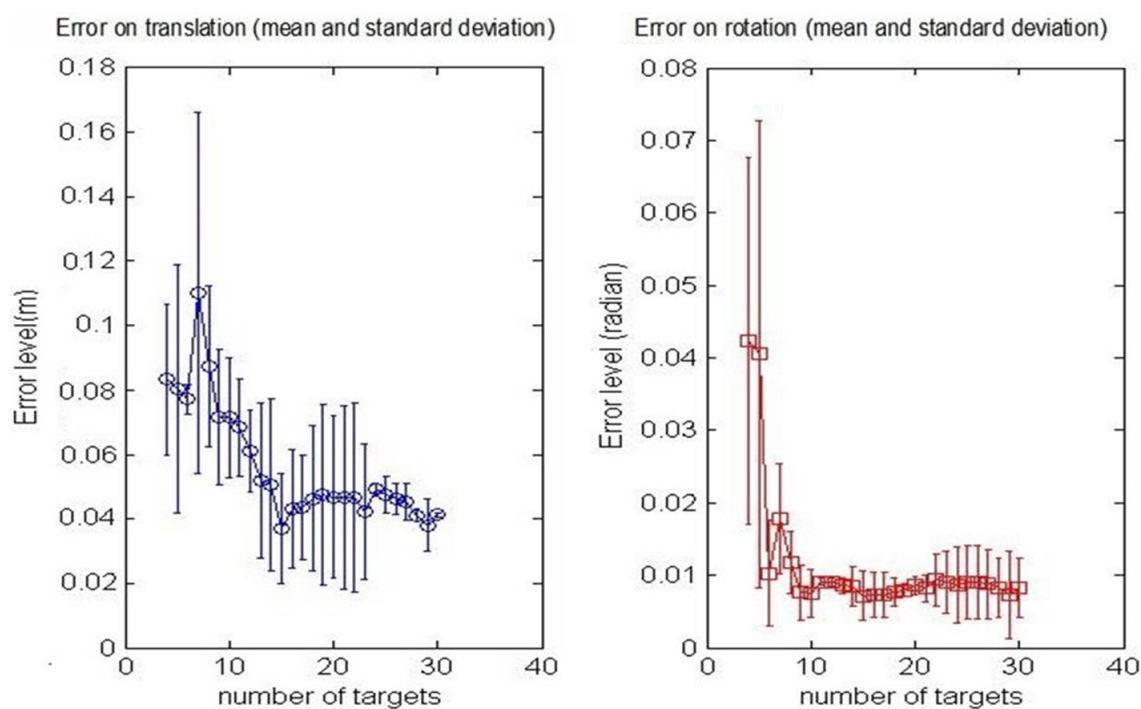 Error on translation (mean and standard deviation)
0.18
0.16
0.14
0.12
0.1
0.08
0.06
0.04
0.02
0
Error level(m)
0 10 20 30 40
number of targets
Error on rotation (mean and standard deviation)
0.08
0.07
0.06
0.05
0.04
0.03
0.02
0.01
0
Error level (radian)
0 10 20 30 40
number of targets